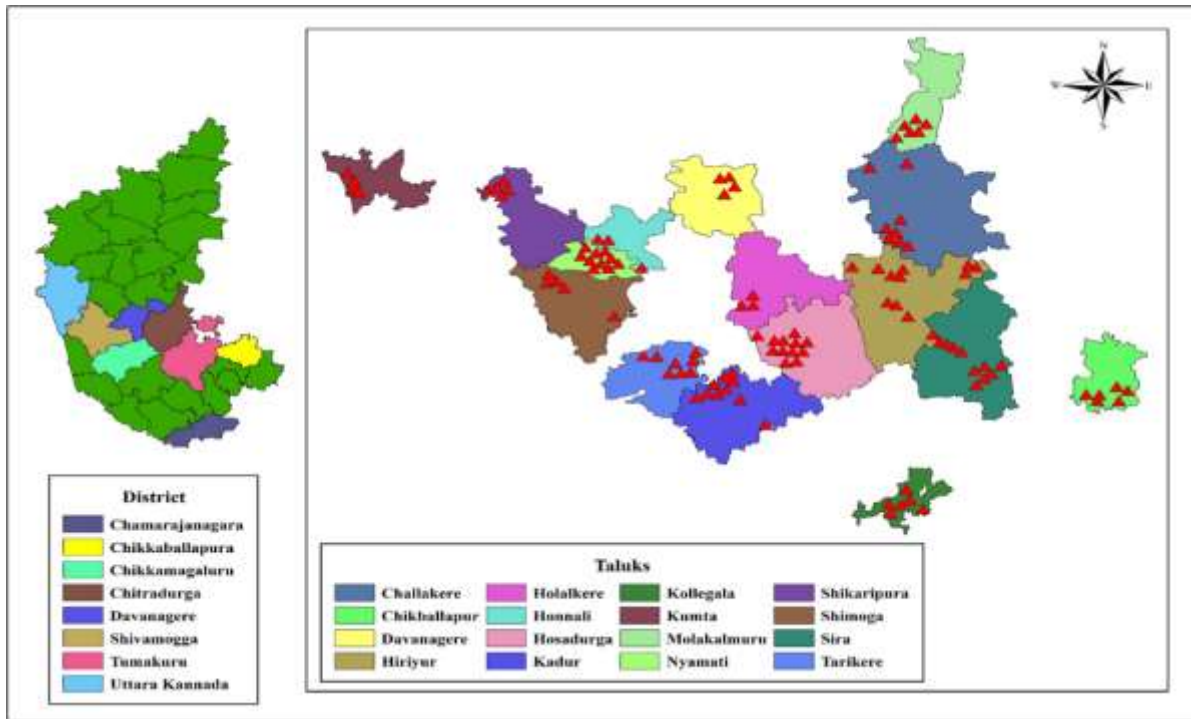 N
W E
S
District
Chamarajanagara
Chikkaballapura
Chikkamagaluru
Chitradurga
Davanagere
Shivamogga
Tumakuru
Uttara Kannada
Taluks
Challakere Holalkere Kollegala Shikaripura
Chikballapur Honnali Kumta Shimoga
Davanagere Hosadurga Molakalmuru Sira
Hiriyur Kadur Nyamati Tarikere